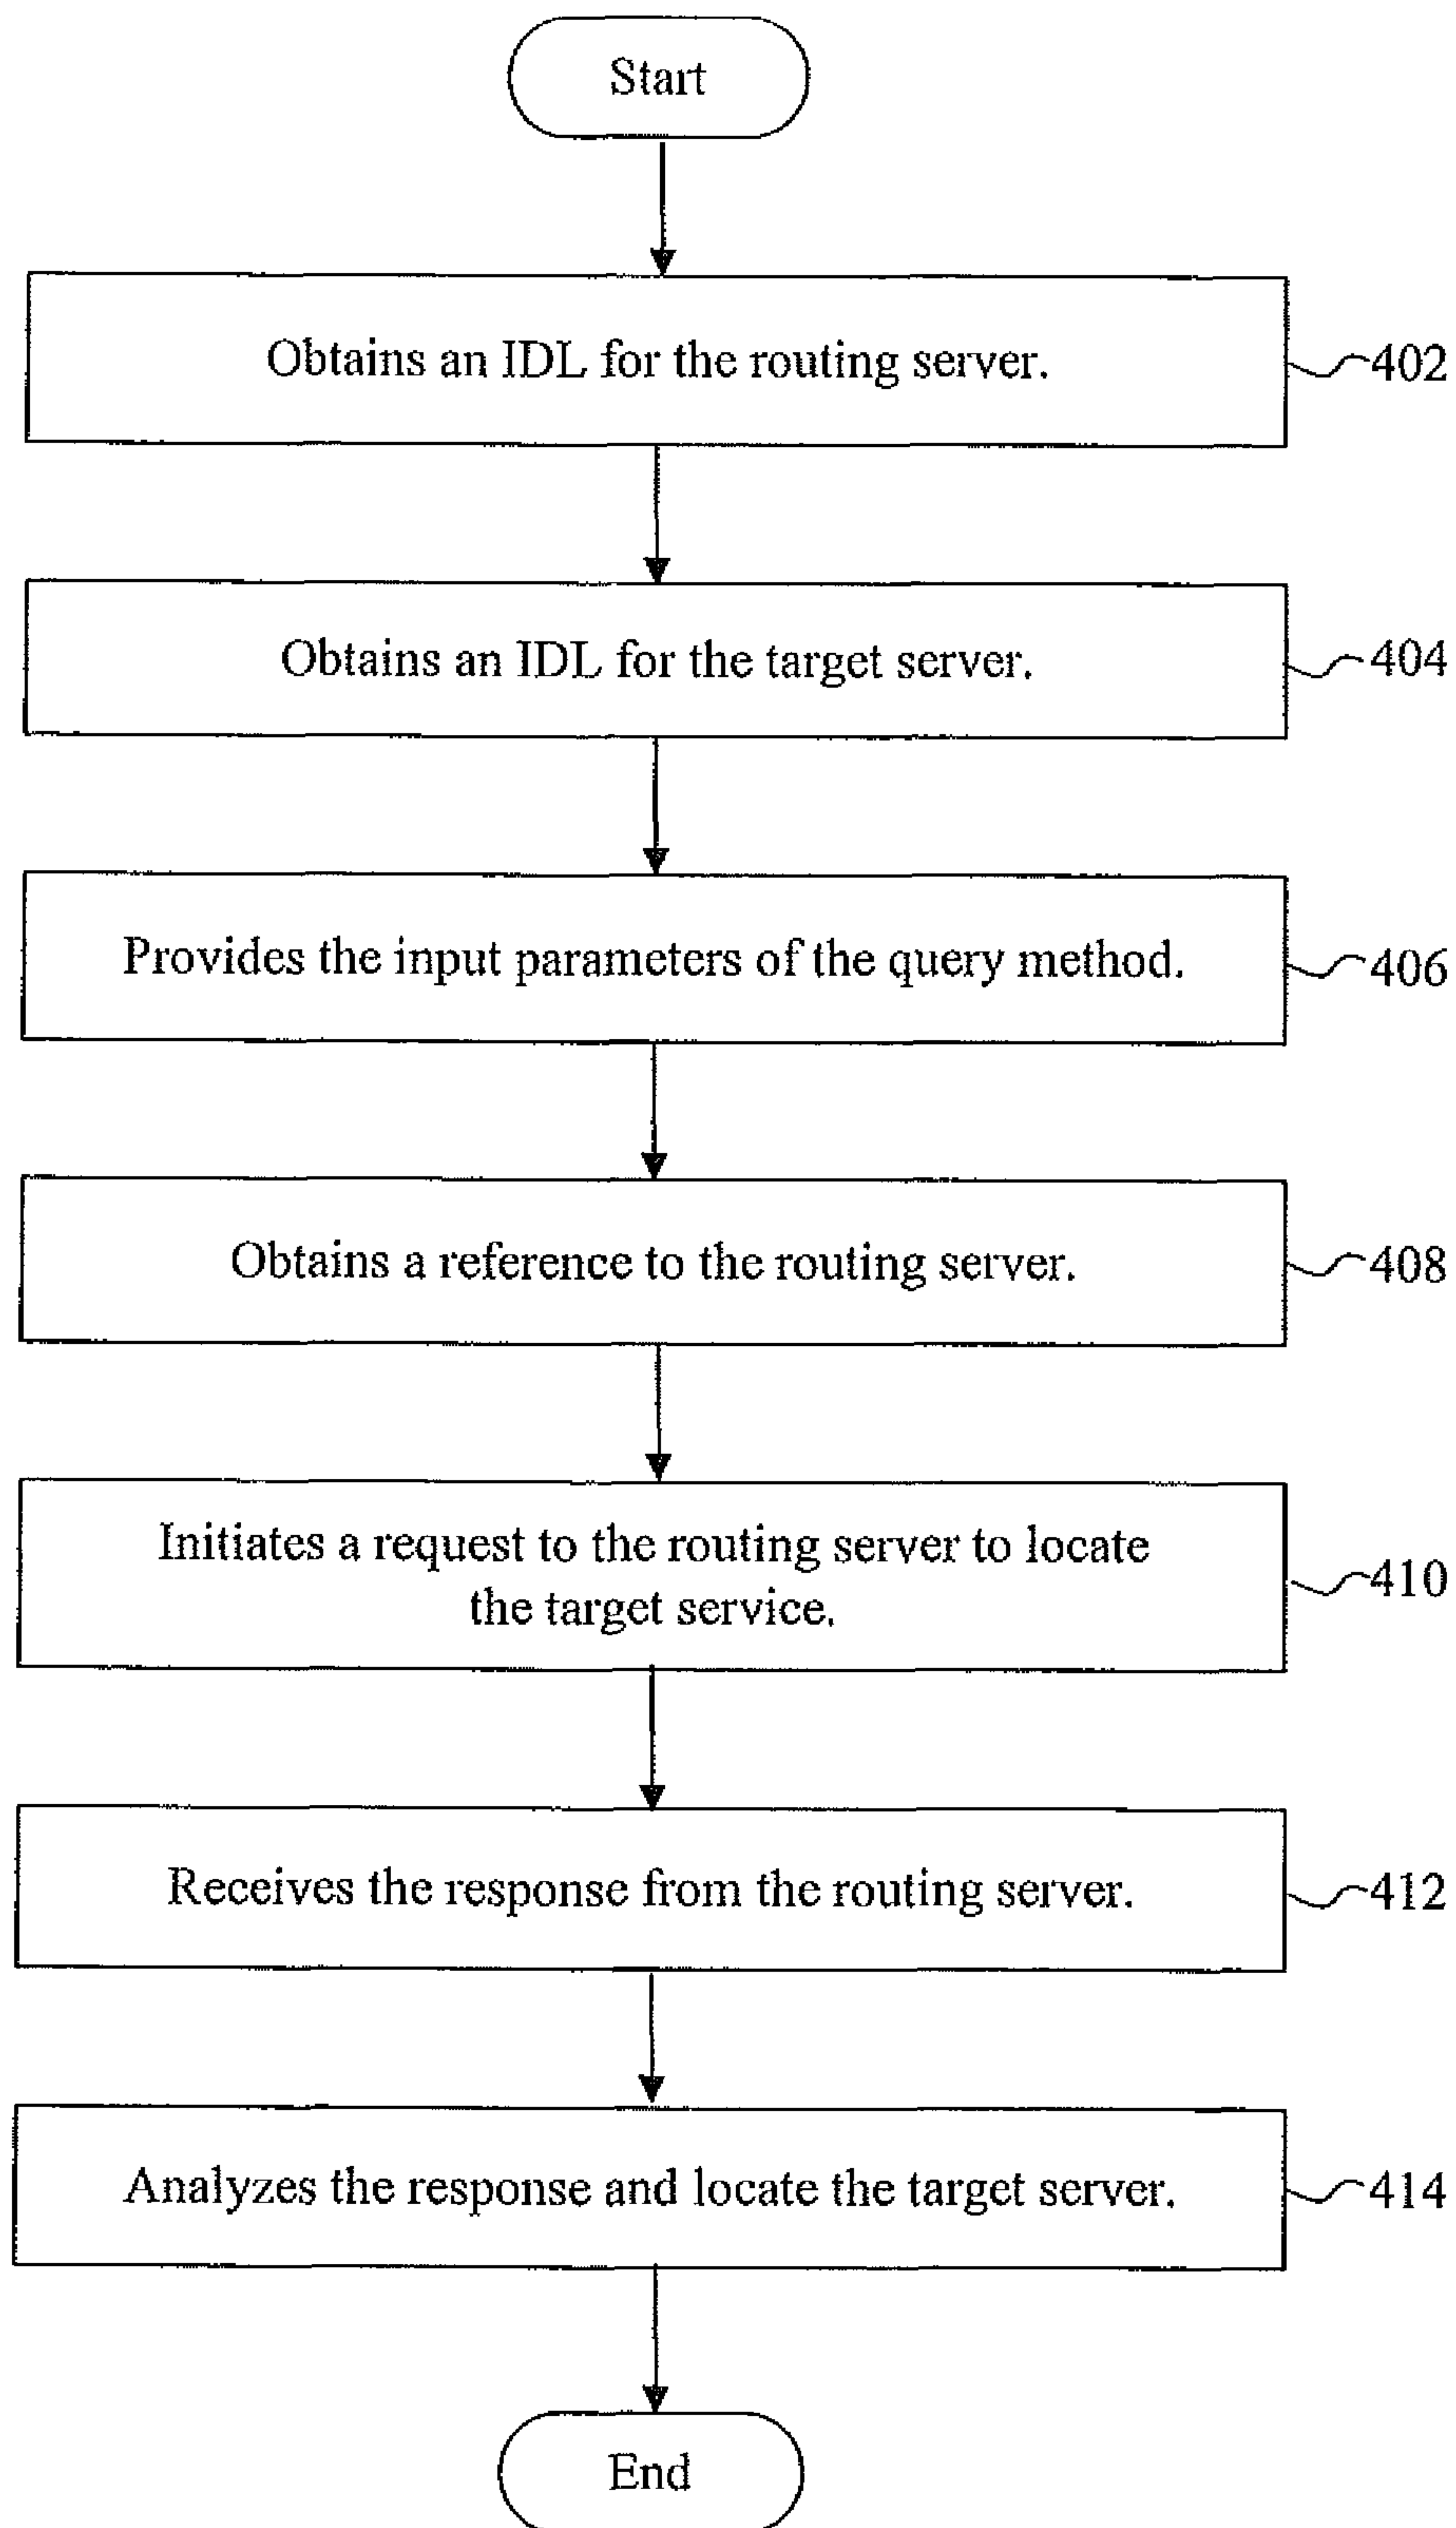 Start
Obtains an IDL for the routing server.
402
Obtains an IDL for the target server.
404
Provides the input parameters of the query method.
406
Obtains a reference to the routing server.
408
Initiates a request to the routing server to locate
the target service.
410
Receives the response from the routing server.
412
Analyzes the response and locate the target server.
414
End